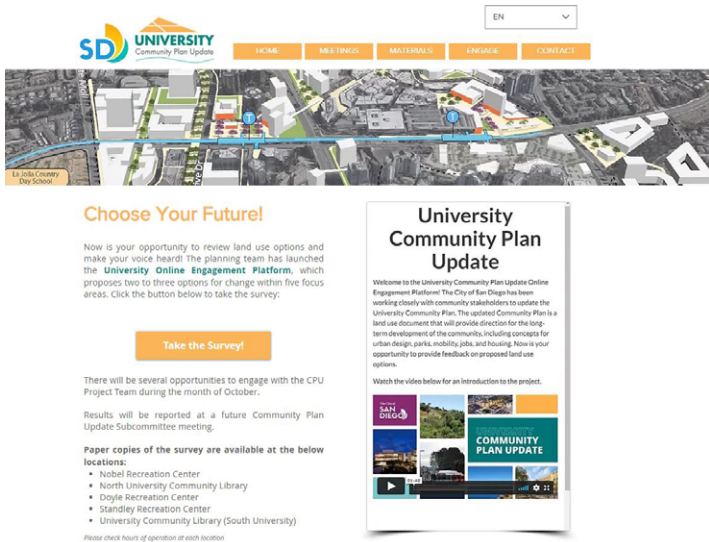 EN
SD UNIVERSITY
Community Plan Update
HOME MEETINGS MATERIALS ENGAGE CONTACT
T
T
La Jolla Country
Day School
Choose Your Future!
Now is your opportunity to review land use options and
make your voice heard! The planning team has launched
the University Online Engagement Platform, which
proposes two to three options for change within five focus
areas. Click the button below to take the survey:
Take the Survey!
There will be several opportunities to engage with the CPU
Project Team during the month of October.
Results will be reported at a future Community Plan
Update Subcommittee meeting.
Paper copies of the survey are available at the below
locations:
Nobel Recreation Center
North University Community Library
Doyle Recreation Center
Standley Recreation Center
University Community Library (South University)
Please check hours of operation at each location
University
Community Plan
Update
Welcome to the University Community Plan Update Online
Engagement Platform! The City of San Diego has been
working closely with community stakeholders to update the
University Community Plan. The updated Community Plan is a
land use document that will provide direction for the long-
term development of the community, including concepts for
urban design, parks, mobility, jobs, and housing. Now is your
opportunity to provide feedback on proposed land use
options.
Watch the video below for an introduction to the project.
SAN
DIEGO
UNIVERSITY
COMMUNITY
PLAN UPDATE